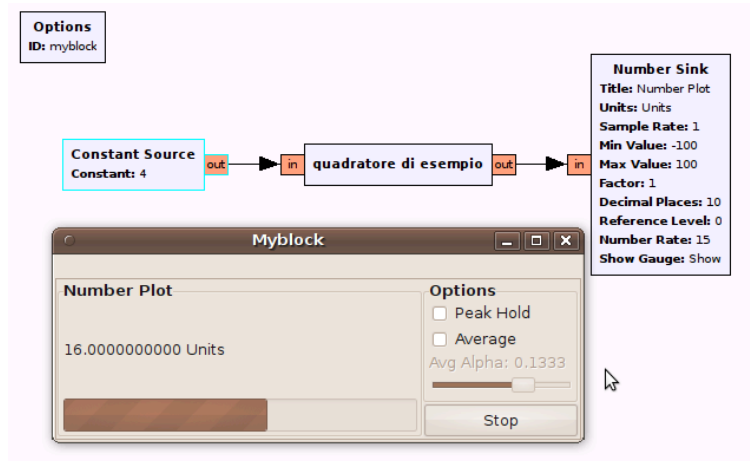 Options
ID: myblock
Constant Source
Constant: 4
out
in
quadratore di esempio
out
in
Number Sink
Title: Number Plot
Units: Units
Sample Rate: 1
Min Value: -100
Max Value: 100
Factor: 1
Decimal Places: 10
Reference Level: 0
Number Rate: 15
Show Gauge: Show
Myblock
Number Plot
16.0000000000 Units
Options
Peak Hold
Average
Avg Alpha: 0.1333
Stop